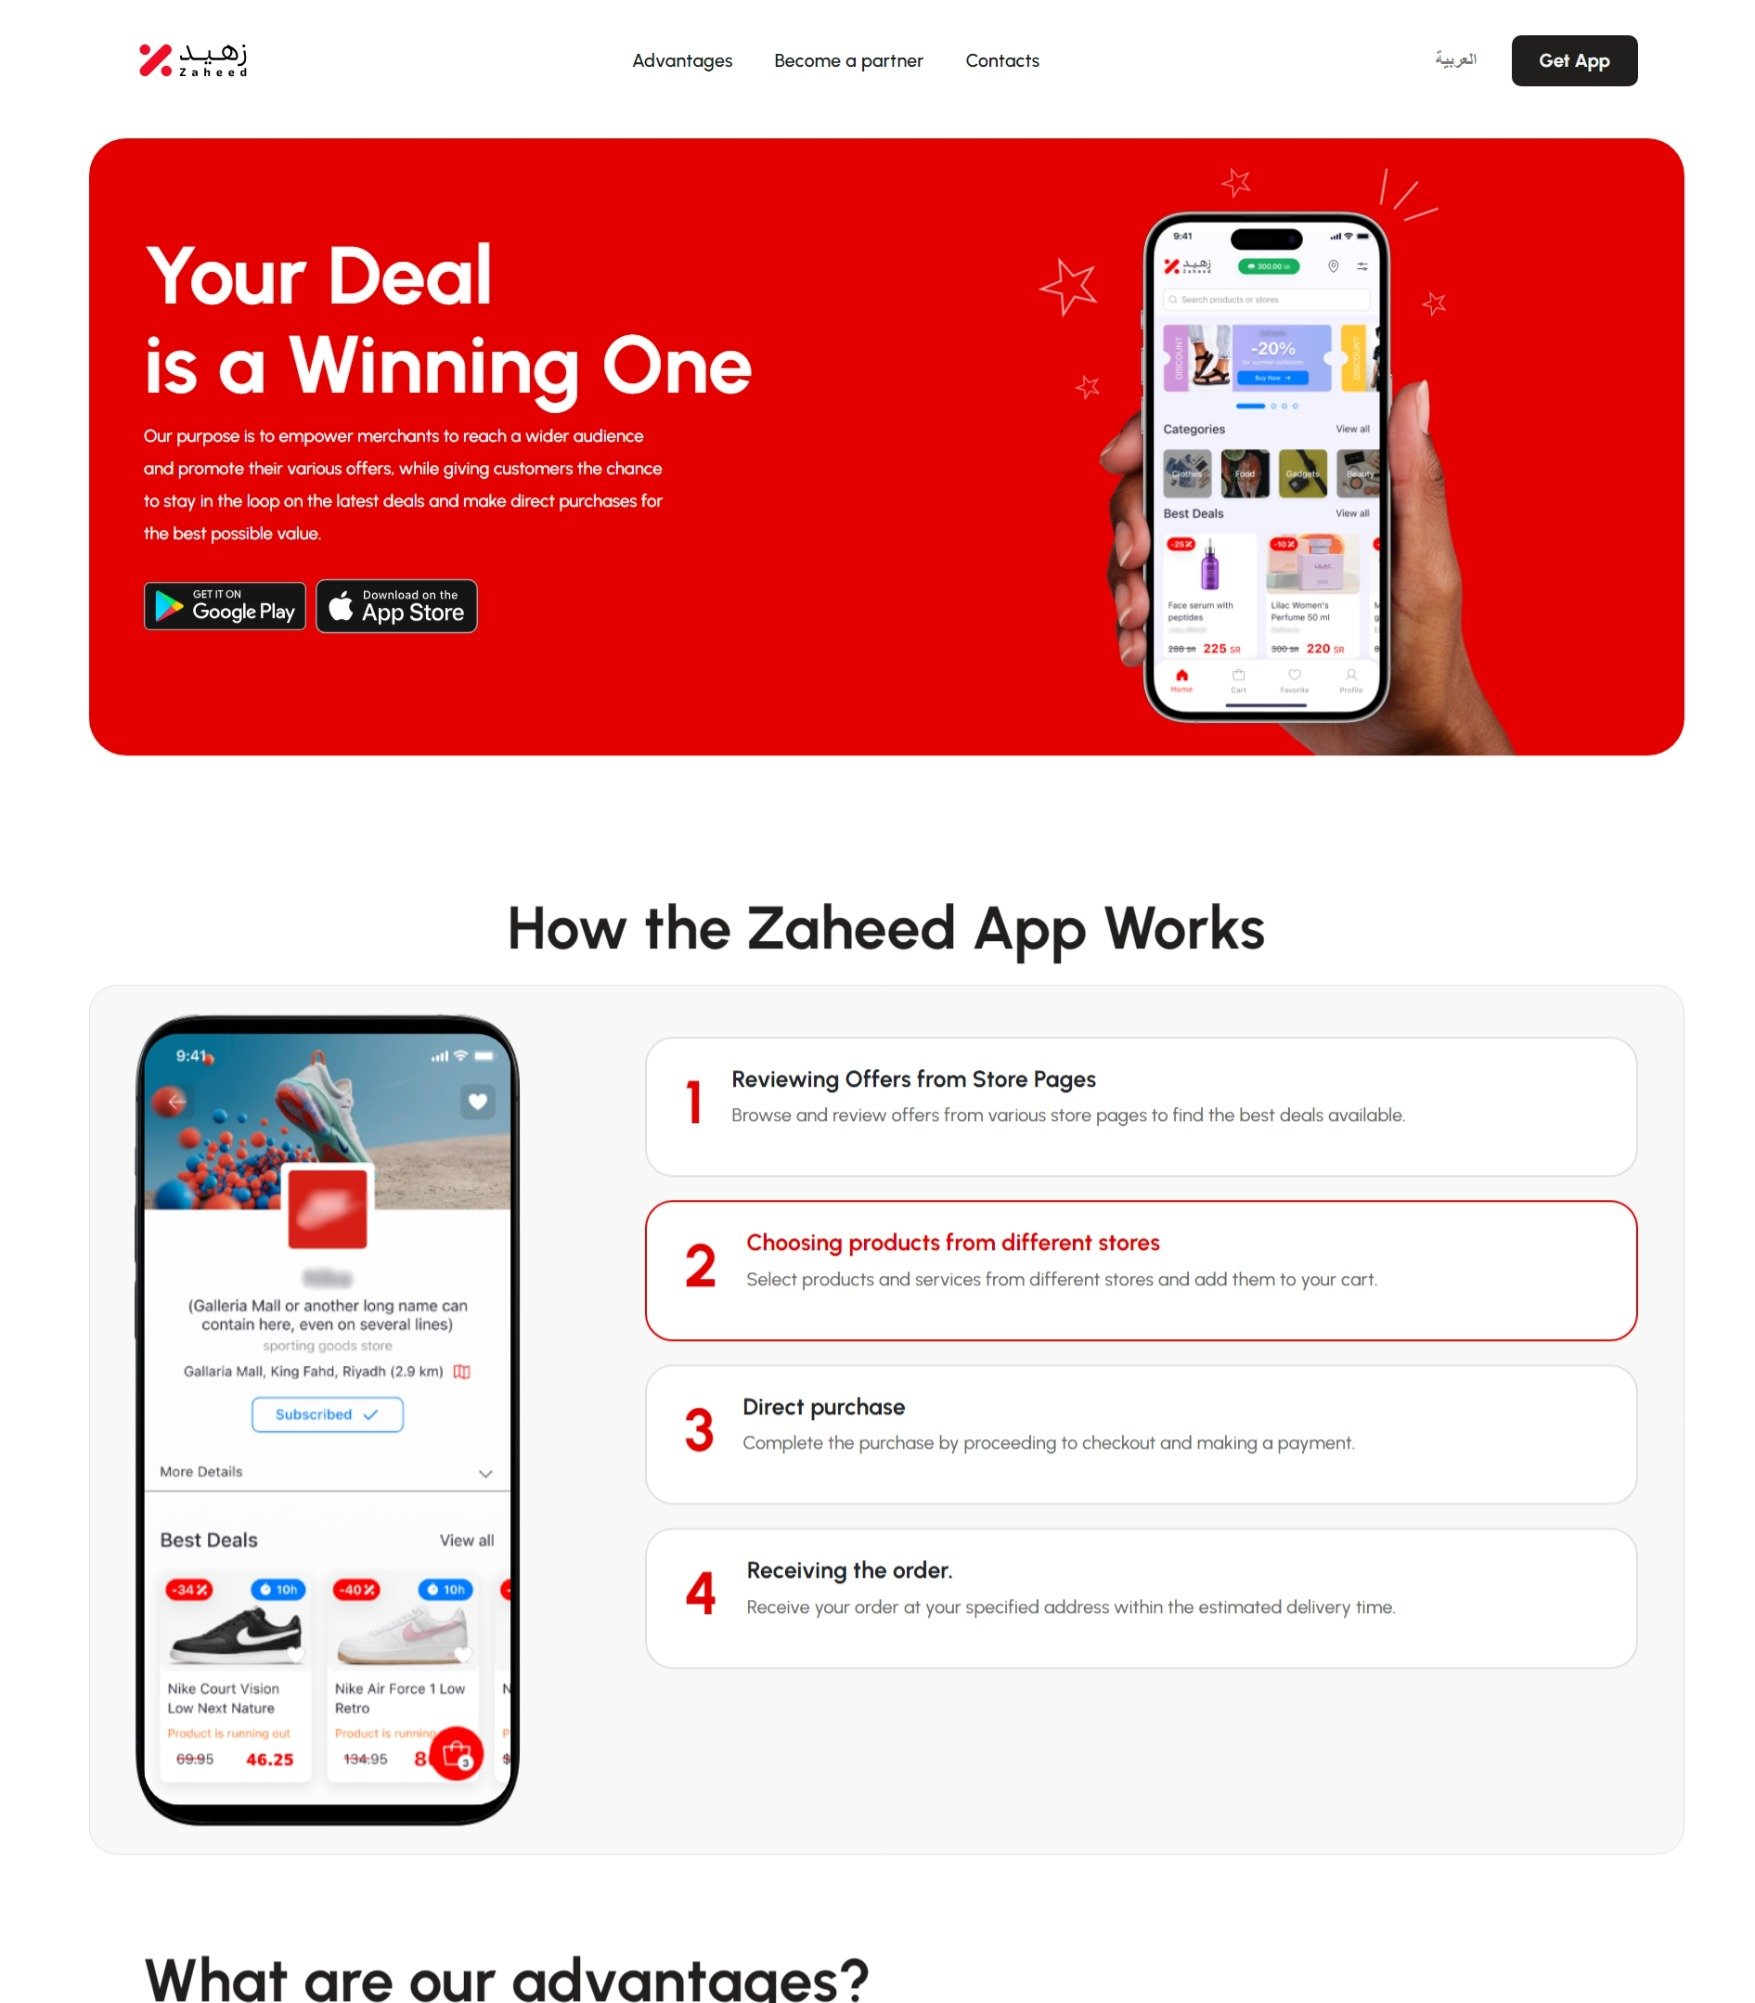 زهيد
Zaheed
Advantages
Become a partner
Contacts
العربية
Get App
Your Deal
is a Winning One
Our purpose is to empower merchants to reach a wider audience
and promote their various offers, while giving customers the chance
to stay in the loop on the latest deals and make direct purchases for
the best possible value.
GET IT ON
Google Play
Download on the
App Store
9:41
زهيد
Zaheed
300.00 SR
Search products or stores
DISCOUNT
-20%
for summer collection
Buy Now
DISCOUNT
Categories
View all
Clothes
Food
Gadgets
Beauty
Best Deals
View all
-25%
-10%
LILAC
Face serum with
peptides
Lilac Women's
Perfume 50 ml
288 SR 225 SR
300 SR 220 SR
Home
Cart
Favorite
Profile
How the Zaheed App Works
9:41
(Galleria Mall or another long name can
contain here, even on several lines)
sporting goods store
Gallaria Mall, King Fahd, Riyadh (2.9 km)
Subscribed
More Details
Best Deals
View all
-34%
10h
-40%
10h
Nike Court Vision
Low Next Nature
Product is running out
69.95 46.25
Nike Air Force 1 Low
Retro
Product is running
134.95 8
3
1
Reviewing Offers from Store Pages
Browse and review offers from various store pages to find the best deals available.
2
Choosing products from different stores
Select products and services from different stores and add them to your cart.
3
Direct purchase
Complete the purchase by proceeding to checkout and making a payment.
4
Receiving the order.
Receive your order at your specified address within the estimated delivery time.
What are our advantages?